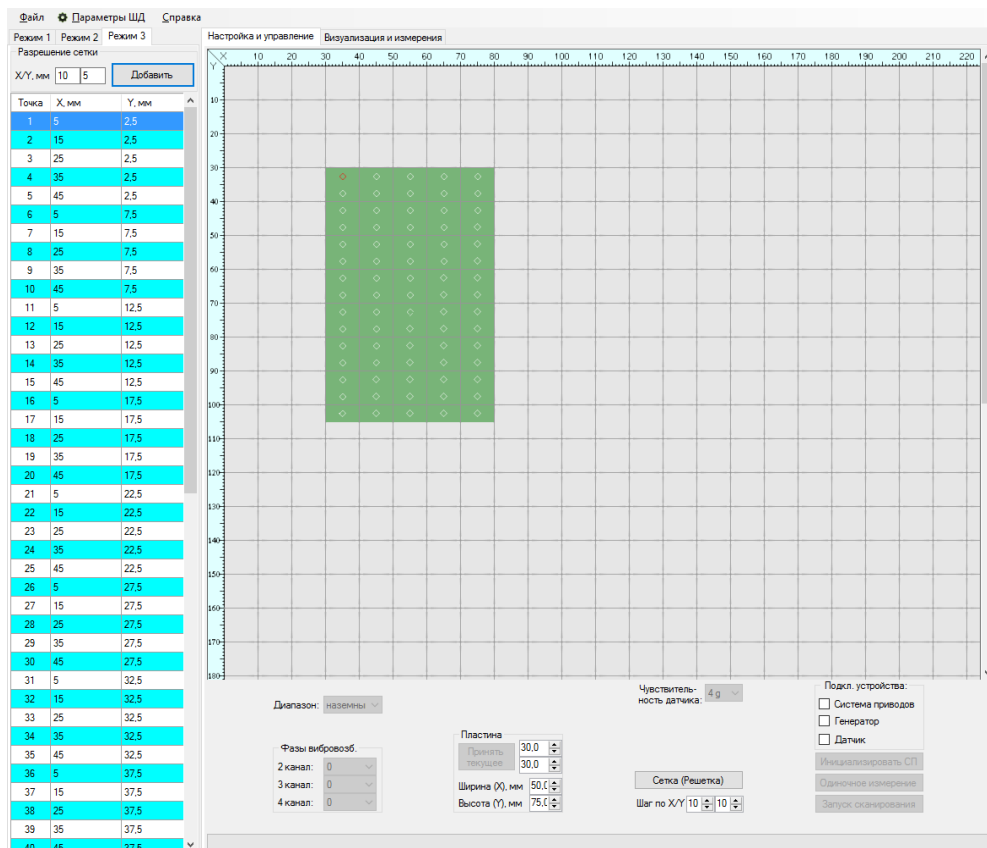 Файл Параметры ШД Справка
Режим 1 Режим 2 Режим 3
Настройка и управление Визуализация и измерения
Разрешение сетки
X/Y, мм 10 5 Добавить
Точка X, мм Y, мм
1 5 2,5
2 15 2,5
3 25 2,5
4 35 2,5
5 45 2,5
6 5 7,5
7 15 7,5
8 25 7,5
9 35 7,5
10 45 7,5
11 5 12,5
12 15 12,5
13 25 12,5
14 35 12,5
15 45 12,5
16 5 17,5
17 15 17,5
18 25 17,5
19 35 17,5
20 45 17,5
21 5 22,5
22 15 22,5
23 25 22,5
24 35 22,5
25 45 22,5
26 5 27,5
27 15 27,5
28 25 27,5
29 35 27,5
30 45 27,5
31 5 32,5
32 15 32,5
33 25 32,5
34 35 32,5
35 45 32,5
36 5 37,5
37 15 37,5
38 25 37,5
39 35 37,5
40 45 37,5
X 10 20 30 40 50 60 70 80 90 100 110 120 130 140 150 160 170 180 190 200 210 220
Y
10
20
30
40
50
60
70
80
90
100
110
120
130
140
150
160
170
180
Диапазон: наземны
Фазы вибровозб.
2 канал: 0
3 канал: 0
4 канал: 0
Пластина
Принять текущее 30,0
30,0
Ширина (X), мм 50,0
Высота (Y), мм 75,0
Чувствитель-
ность датчика: 4 g
Сетка (Решетка)
Шаг по X/Y 10 10
Подкл. устройства:
Система приводов
Генератор
Датчик
Инициализировать СП
Одиночное измерение
Запуск сканирования